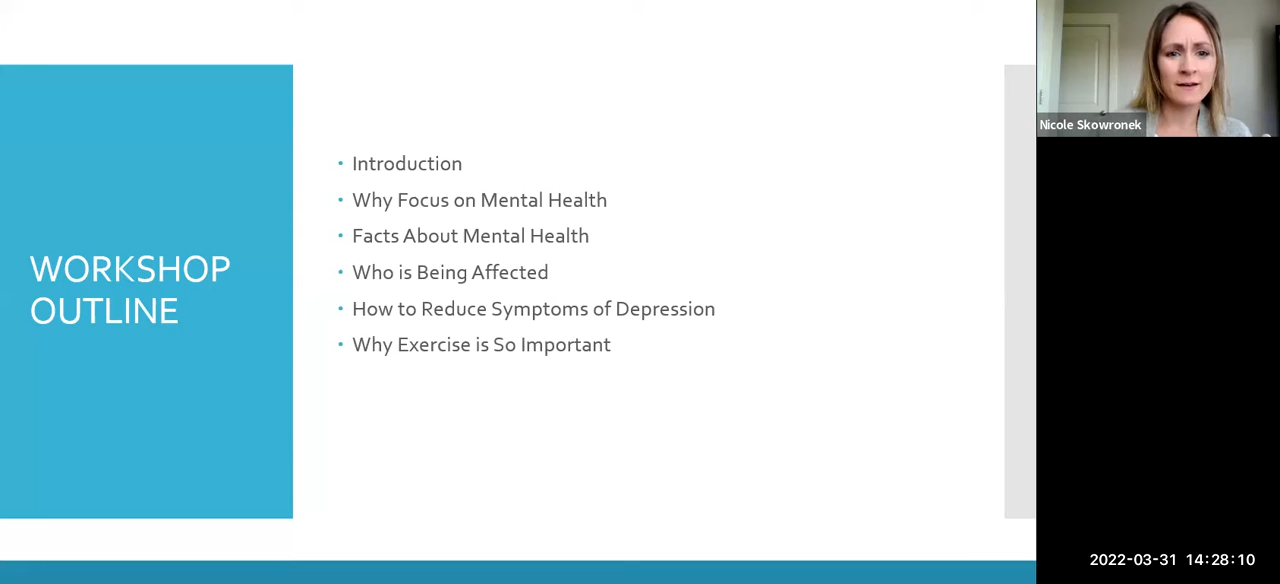 WORKSHOP
OUTLINE
• Introduction
• Why Focus on Mental Health
• Facts About Mental Health
• Who is Being Affected
• How to Reduce Symptoms of Depression
• Why Exercise is So Important
Nicole Skowronek
2022-03-31 14:28:10